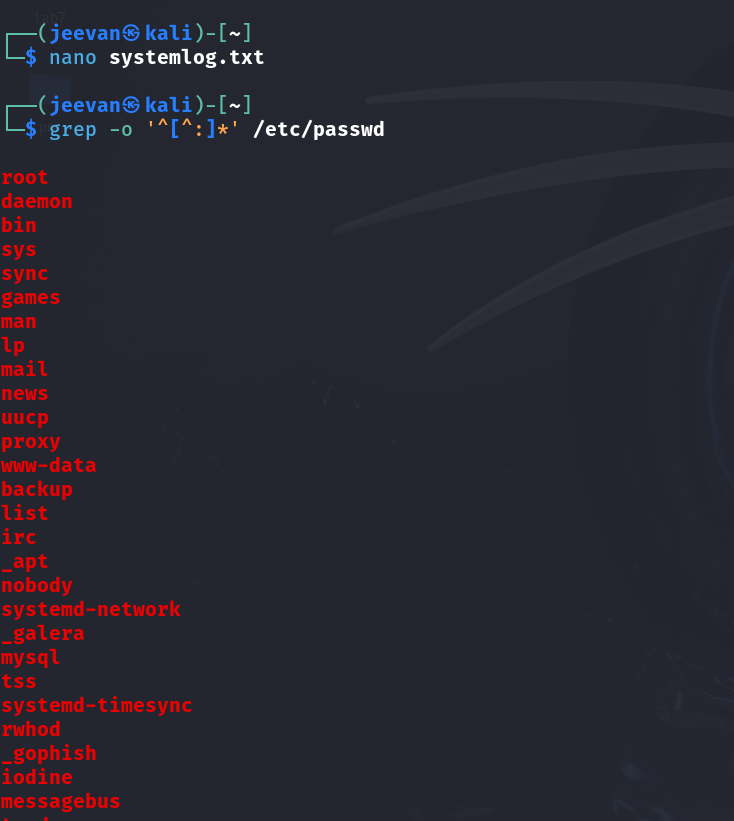 ┌──(jeevan㉿kali)-[~]
└─$ nano systemlog.txt
┌──(jeevan㉿kali)-[~]
└─$ grep -o '^[^:]*' /etc/passwd
root
daemon
bin
sys
sync
games
man
lp
mail
news
uucp
proxy
www-data
backup
list
irc
_apt
nobody
systemd-network
_galera
mysql
tss
systemd-timesync
rwhod
_gophish
iodine
messagebus